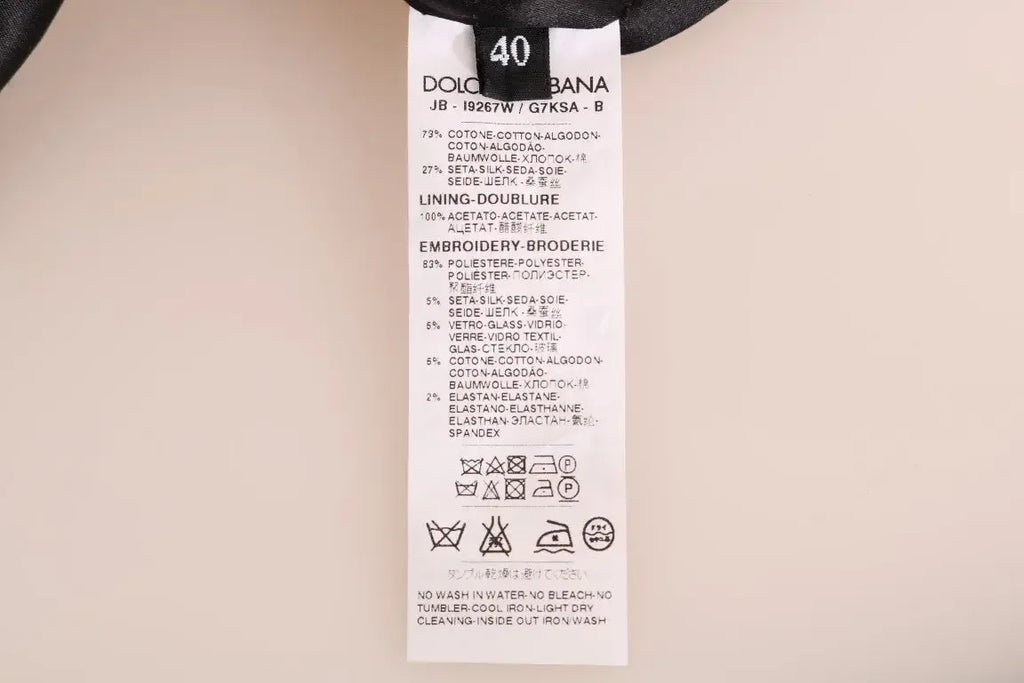 40
DOLC BANA
JB - I9267W / G7KSA - B
73% COTONE-COTTON-ALGODON-
COTON-ALGODÃO-
BAUMWOLLE-ХЛОПОК-棉
27% SETA-SILK-SEDA-SOIE-
SEIDE-ШЕЛК-桑蚕丝
LINING-DOUBLURE
100% ACETATO-ACETATE-ACETAT-
АЦЕТАТ-醋酸纤维
EMBROIDERY-BRODERIE
83% POLIESTERE-POLYESTER-
POLIÉSTER-ПОЛИЭСТЕР-
聚酯纤维
5% SETA-SILK-SEDA-SOIE-
SEIDE-ШЕЛК-桑蚕丝
5% VETRO-GLASS-VIDRIO-
VERRE-VIDRO TEXTIL-
GLAS-СТЕКЛО-玻璃
5% COTONE-COTTON-ALGODON-
COTON-ALGODÃO-
BAUMWOLLE-ХЛОПОК-棉
2% ELASTAN-ELASTANE-
ELASTANO-ELASTHANNE-
ELASTHAN-ЭЛАСТАН-氨纶-
SPANDEX
P
P
ドライ
タンブル乾燥は避けてください
NO WASH IN WATER-NO BLEACH-NO
TUMBLER-COOL IRON-LIGHT DRY
CLEANING-INSIDE OUT IRON/WASH